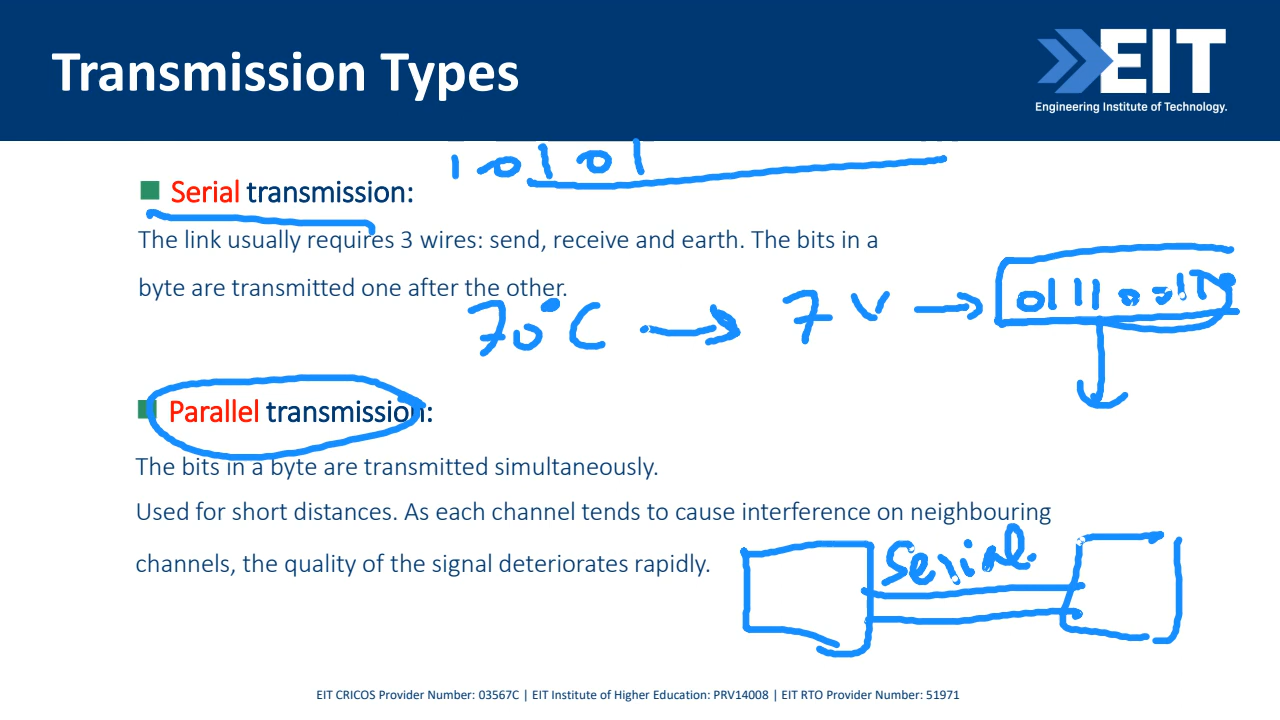 Transmission Types
EIT
Engineering Institute of Technology.
10101
Serial transmission:
The link usually requires 3 wires: send, receive and earth. The bits in a
byte are transmitted one after the other.
70°C → 7 V →
Parallel transmission:
The bits in a byte are transmitted simultaneously.
Used for short distances. As each channel tends to cause interference on neighbouring
channels, the quality of the signal deteriorates rapidly.
Serial
EIT CRICOS Provider Number: 03567C | EIT Institute of Higher Education: PRV14008 | EIT RTO Provider Number: 51971